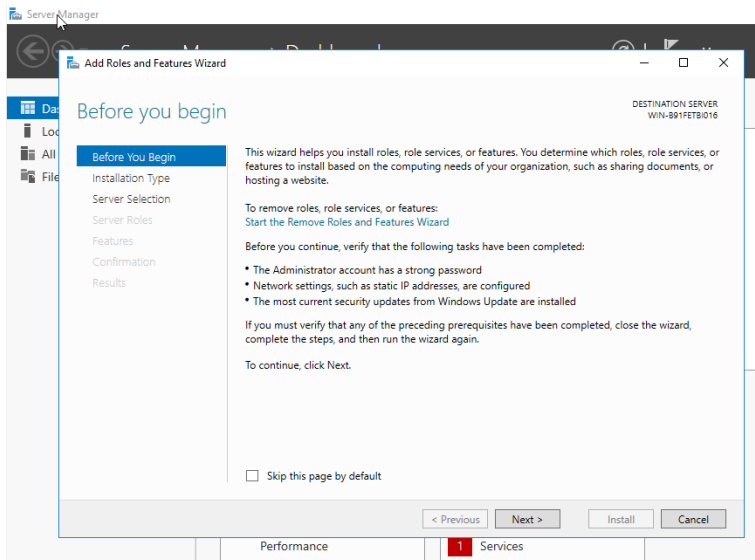 Server Manager
Add Roles and Features Wizard
Before you begin
DESTINATION SERVER
WIN-B91FETBI016
Before You Begin
Installation Type
Server Selection
Server Roles
Features
Confirmation
Results
This wizard helps you install roles, role services, or features. You determine which roles, role services, or
features to install based on the computing needs of your organization, such as sharing documents, or
hosting a website.
To remove roles, role services, or features:
Start the Remove Roles and Features Wizard
Before you continue, verify that the following tasks have been completed:
• The Administrator account has a strong password
• Network settings, such as static IP addresses, are configured
• The most current security updates from Windows Update are installed
If you must verify that any of the preceding prerequisites have been completed, close the wizard,
complete the steps, and then run the wizard again.
To continue, click Next.
Skip this page by default
< Previous
Next >
Install
Cancel
All
File
Performance
1 Services